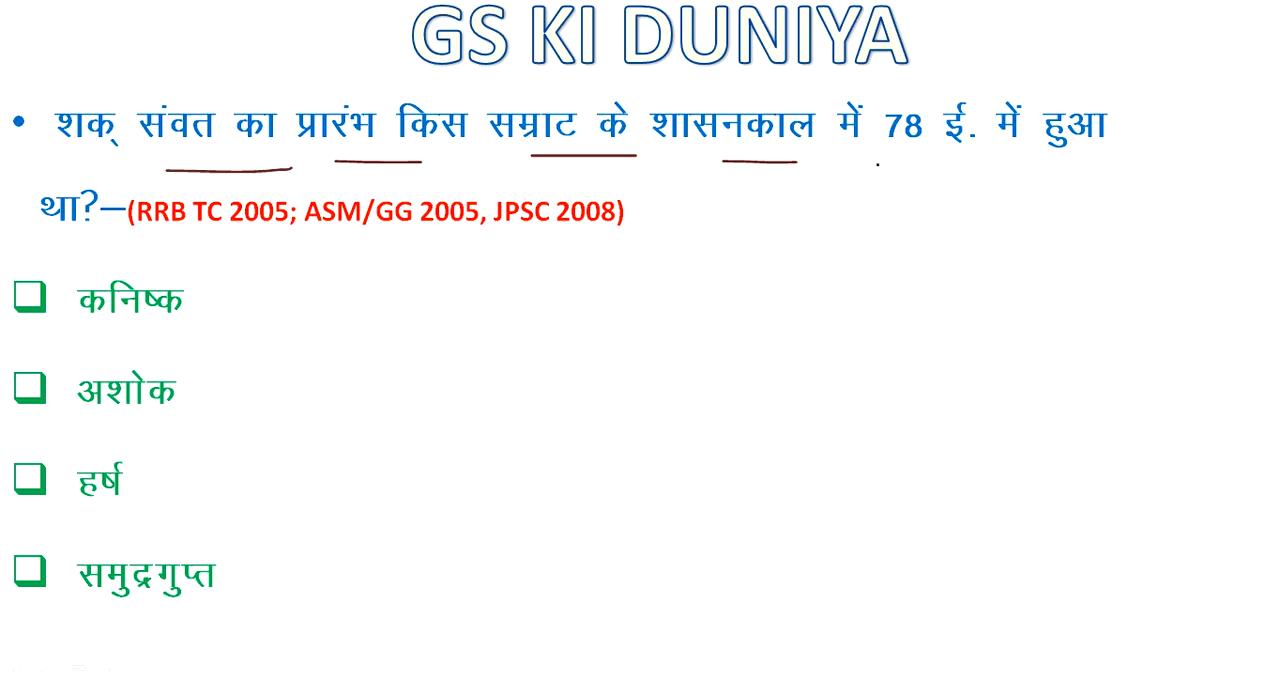 GS KI DUNIYA
• शक् संवत का प्रारंभ किस सम्राट के शासनकाल में 78 ई. में हुआ
था?—(RRB TC 2005; ASM/GG 2005, JPSC 2008)
❑ कनिष्क
❑ अशोक
❑ हर्ष
❑ समुद्रगुप्त